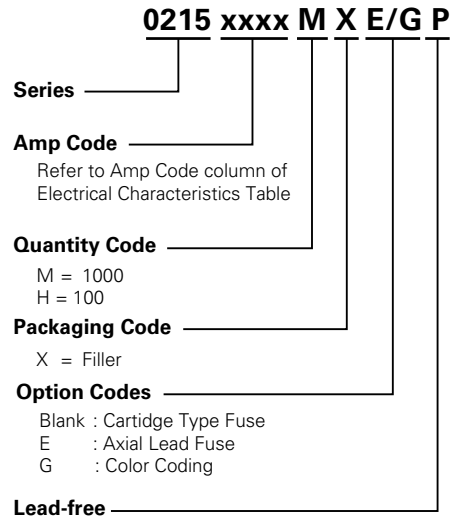 0215 xxxx M X E/G P
Series
Amp Code
Refer to Amp Code column of
Electrical Characteristics Table
Quantity Code
M = 1000
H = 100
Packaging Code
X = Filler
Option Codes
Blank : Cartidge Type Fuse
E : Axial Lead Fuse
G : Color Coding
Lead-free